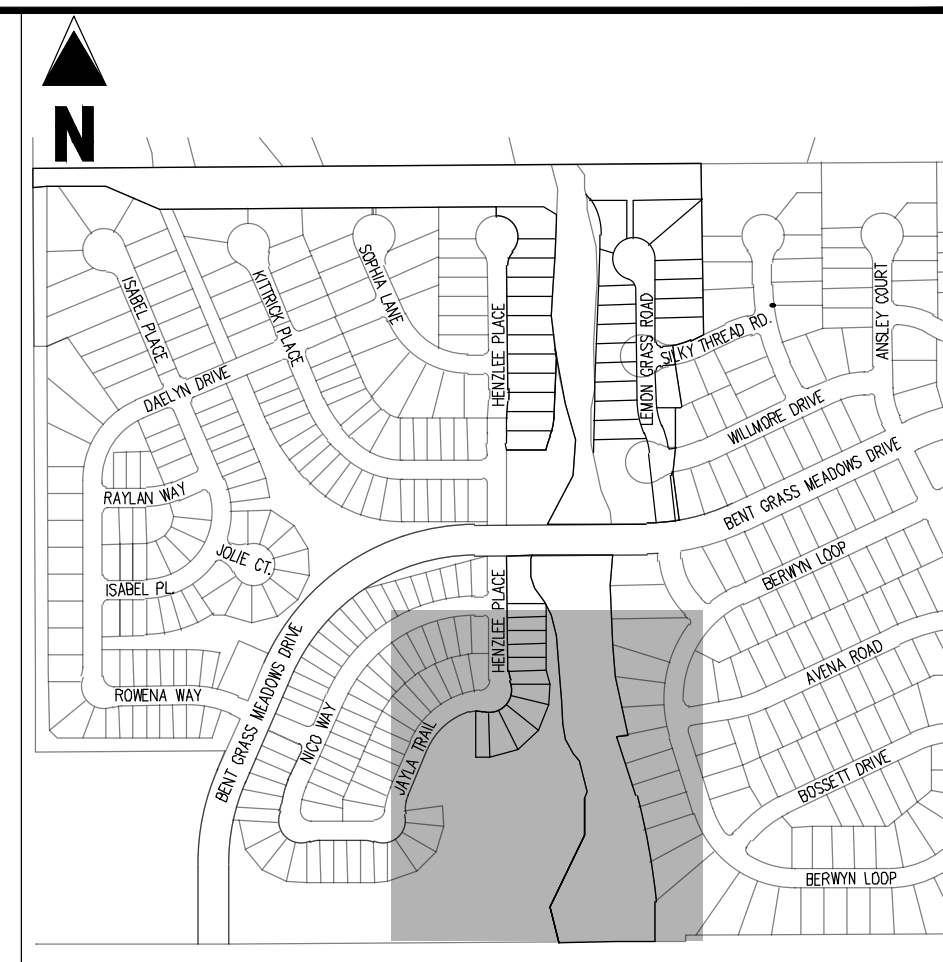 N
ISABEL PLACE
KITTRICK PLACE
SOPHIA LANE
HENZLEE PLACE
LEMON GRASS ROAD
SILKY THREAD RD.
ANSLEY COURT
DAELYN DRIVE
WILLMORE DRIVE
BENT GRASS MEADOWS DRIVE
RAYLAN WAY
JOLIE CT.
ISABEL PL.
BERWYN LOOP
HENZLEE PLACE
AVENA ROAD
ROWENA WAY
BENT GRASS MEADOWS DRIVE
NICO WAY
JAYLA TRAIL
BOSSETT DRIVE
BERWYN LOOP